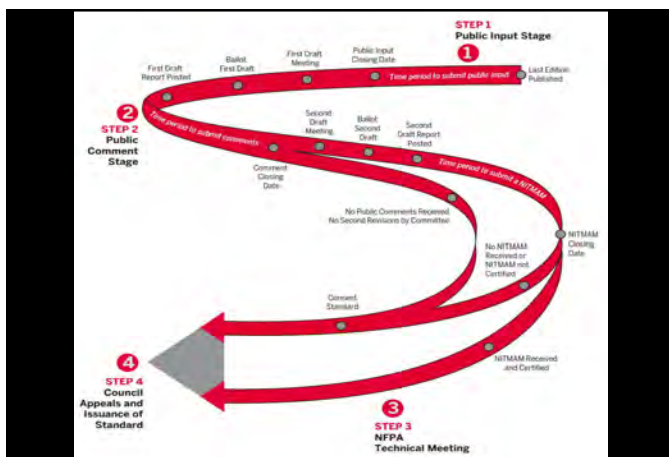 STEP 1
Public Input Stage
1
Last Edition
Published
Time period to submit public input
Public Input
Closing Date
First Draft
Meeting
Ballot
First Draft
First Draft
Report Posted
2
STEP 2
Public
Comment
Stage
Time period to submit comments
Comment
Closing
Date
Second
Draft
Meeting
Ballot
Second
Draft
Second
Draft Report
Posted
Time period to submit a NITMAM
No Public Comments Received
No Second Revisions by Committee
NITMAM
Closing
Date
No NITMAM
Received or
NITMAM not
Certified
Consent
Standard
NITMAM Received
and Certified
3
STEP 3
NFPA
Technical Meeting
4
STEP 4
Council
Appeals and
Issuance of
Standard